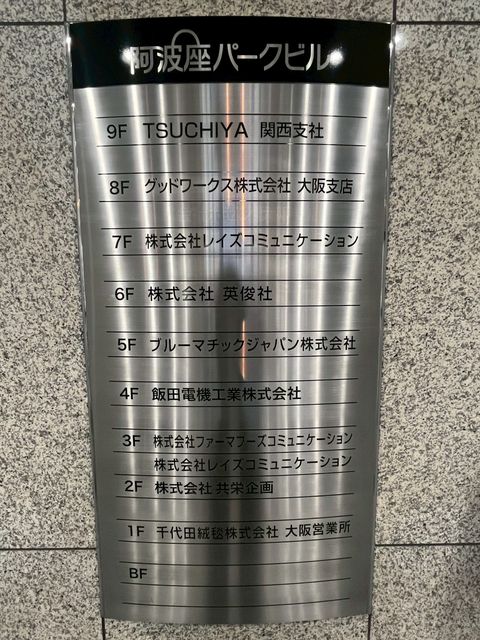 阿波座パークビル
9F TSUCHIYA 関西支社
8F グッドワークス株式会社 大阪支店
7F 株式会社レイズコミュニケーション
6F 株式会社 英俊社
5F ブルーマチックジャパン株式会社
4F 飯田電機工業株式会社
3F 株式会社ファーマフーズコミュニケーション
株式会社レイズコミュニケーション
2F 株式会社 共栄企画
1F 千代田絨毯株式会社 大阪営業所
BF